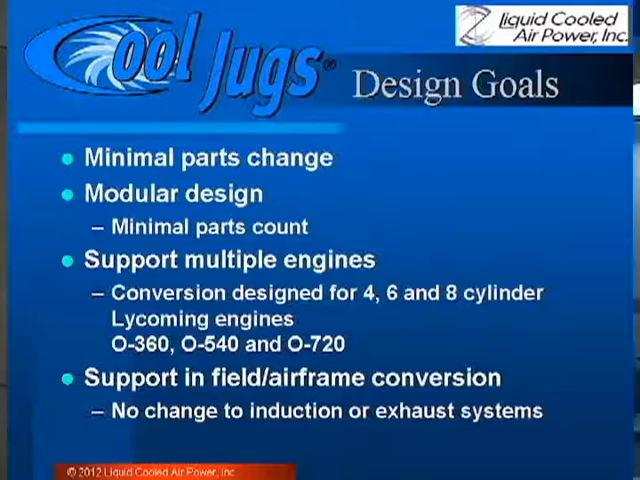 Cool Jugs®
Liquid Cooled
Air Power, Inc.
Design Goals
Minimal parts change
Modular design
– Minimal parts count
Support multiple engines
– Conversion designed for 4, 6 and 8 cylinder
Lycoming engines
O-360, O-540 and O-720
Support in field/airframe conversion
– No change to induction or exhaust systems
© 2012 Liquid Cooled Air Power, Inc